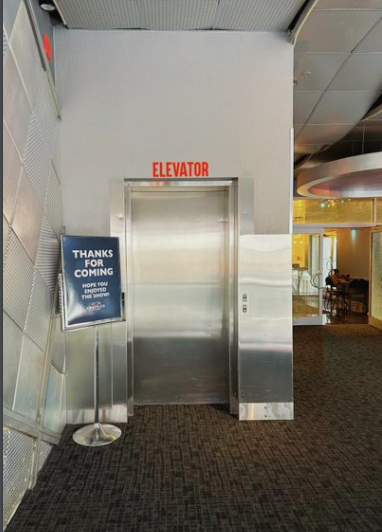 ELEVATOR
THANKS
FOR
COMING
HOPE YOU
ENJOYED
THE SHOW!